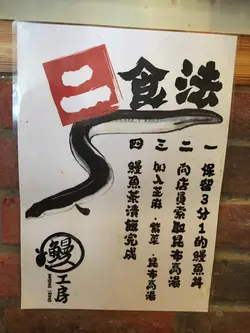 二食法
一 保留3分1的鰻魚丼
二 向店員索取昆布高湯
三 加入芝麻,紫菜,昆布高湯
四 鰻魚茶漬飯完成
鰻
工房